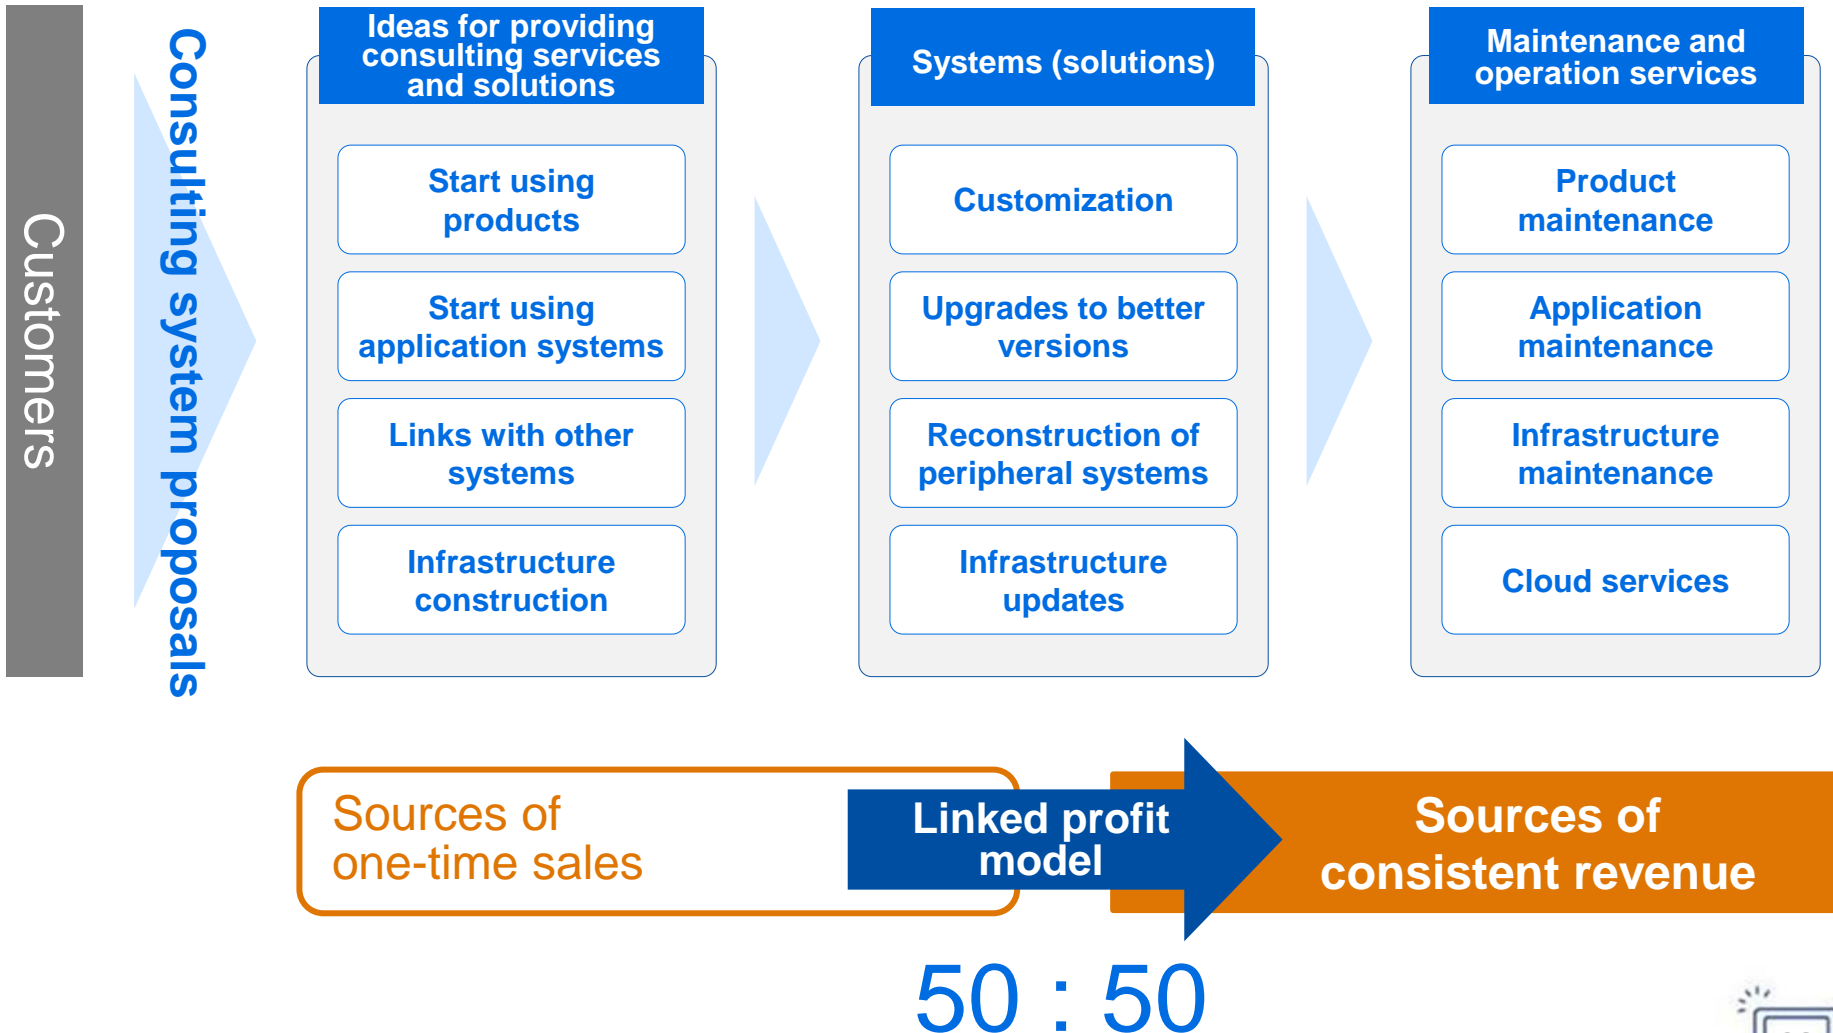 Customers
Consulting system proposals
Ideas for providing
consulting services
and solutions
Start using
products
Start using
application systems
Links with other
systems
Infrastructure
construction
Systems (solutions)
Customization
Upgrades to better
versions
Reconstruction of
peripheral systems
Infrastructure
updates
Maintenance and
operation services
Product
maintenance
Application
maintenance
Infrastructure
maintenance
Cloud services
Sources of
one-time sales
Linked profit
model
Sources of
consistent revenue
50 : 50